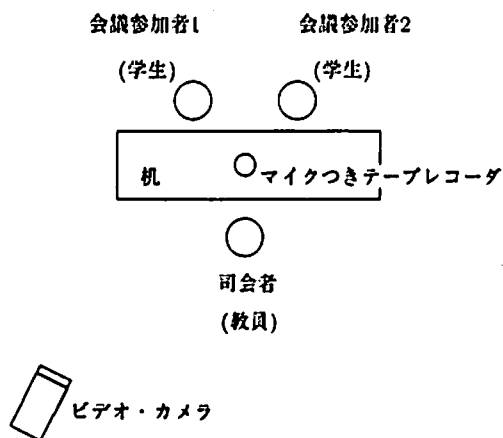 会議参加者1 会議参加者2
(学生) (学生)
机 マイクつきテープレコーダ
司会者
(教員)
ビデオ・カメラ